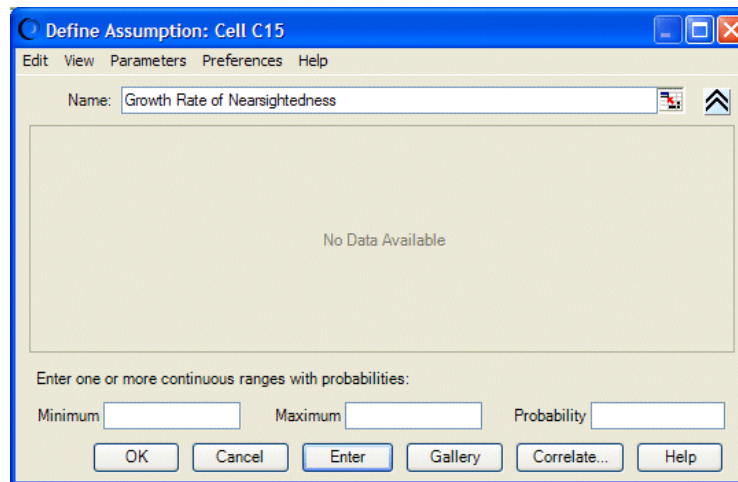 Define Assumption: Cell C15
Edit View Parameters Preferences Help
Name: Growth Rate of Nearsightedness
No Data Available
Enter one or more continuous ranges with probabilities:
Minimum Maximum Probability
OK Cancel Enter Gallery Correlate... Help